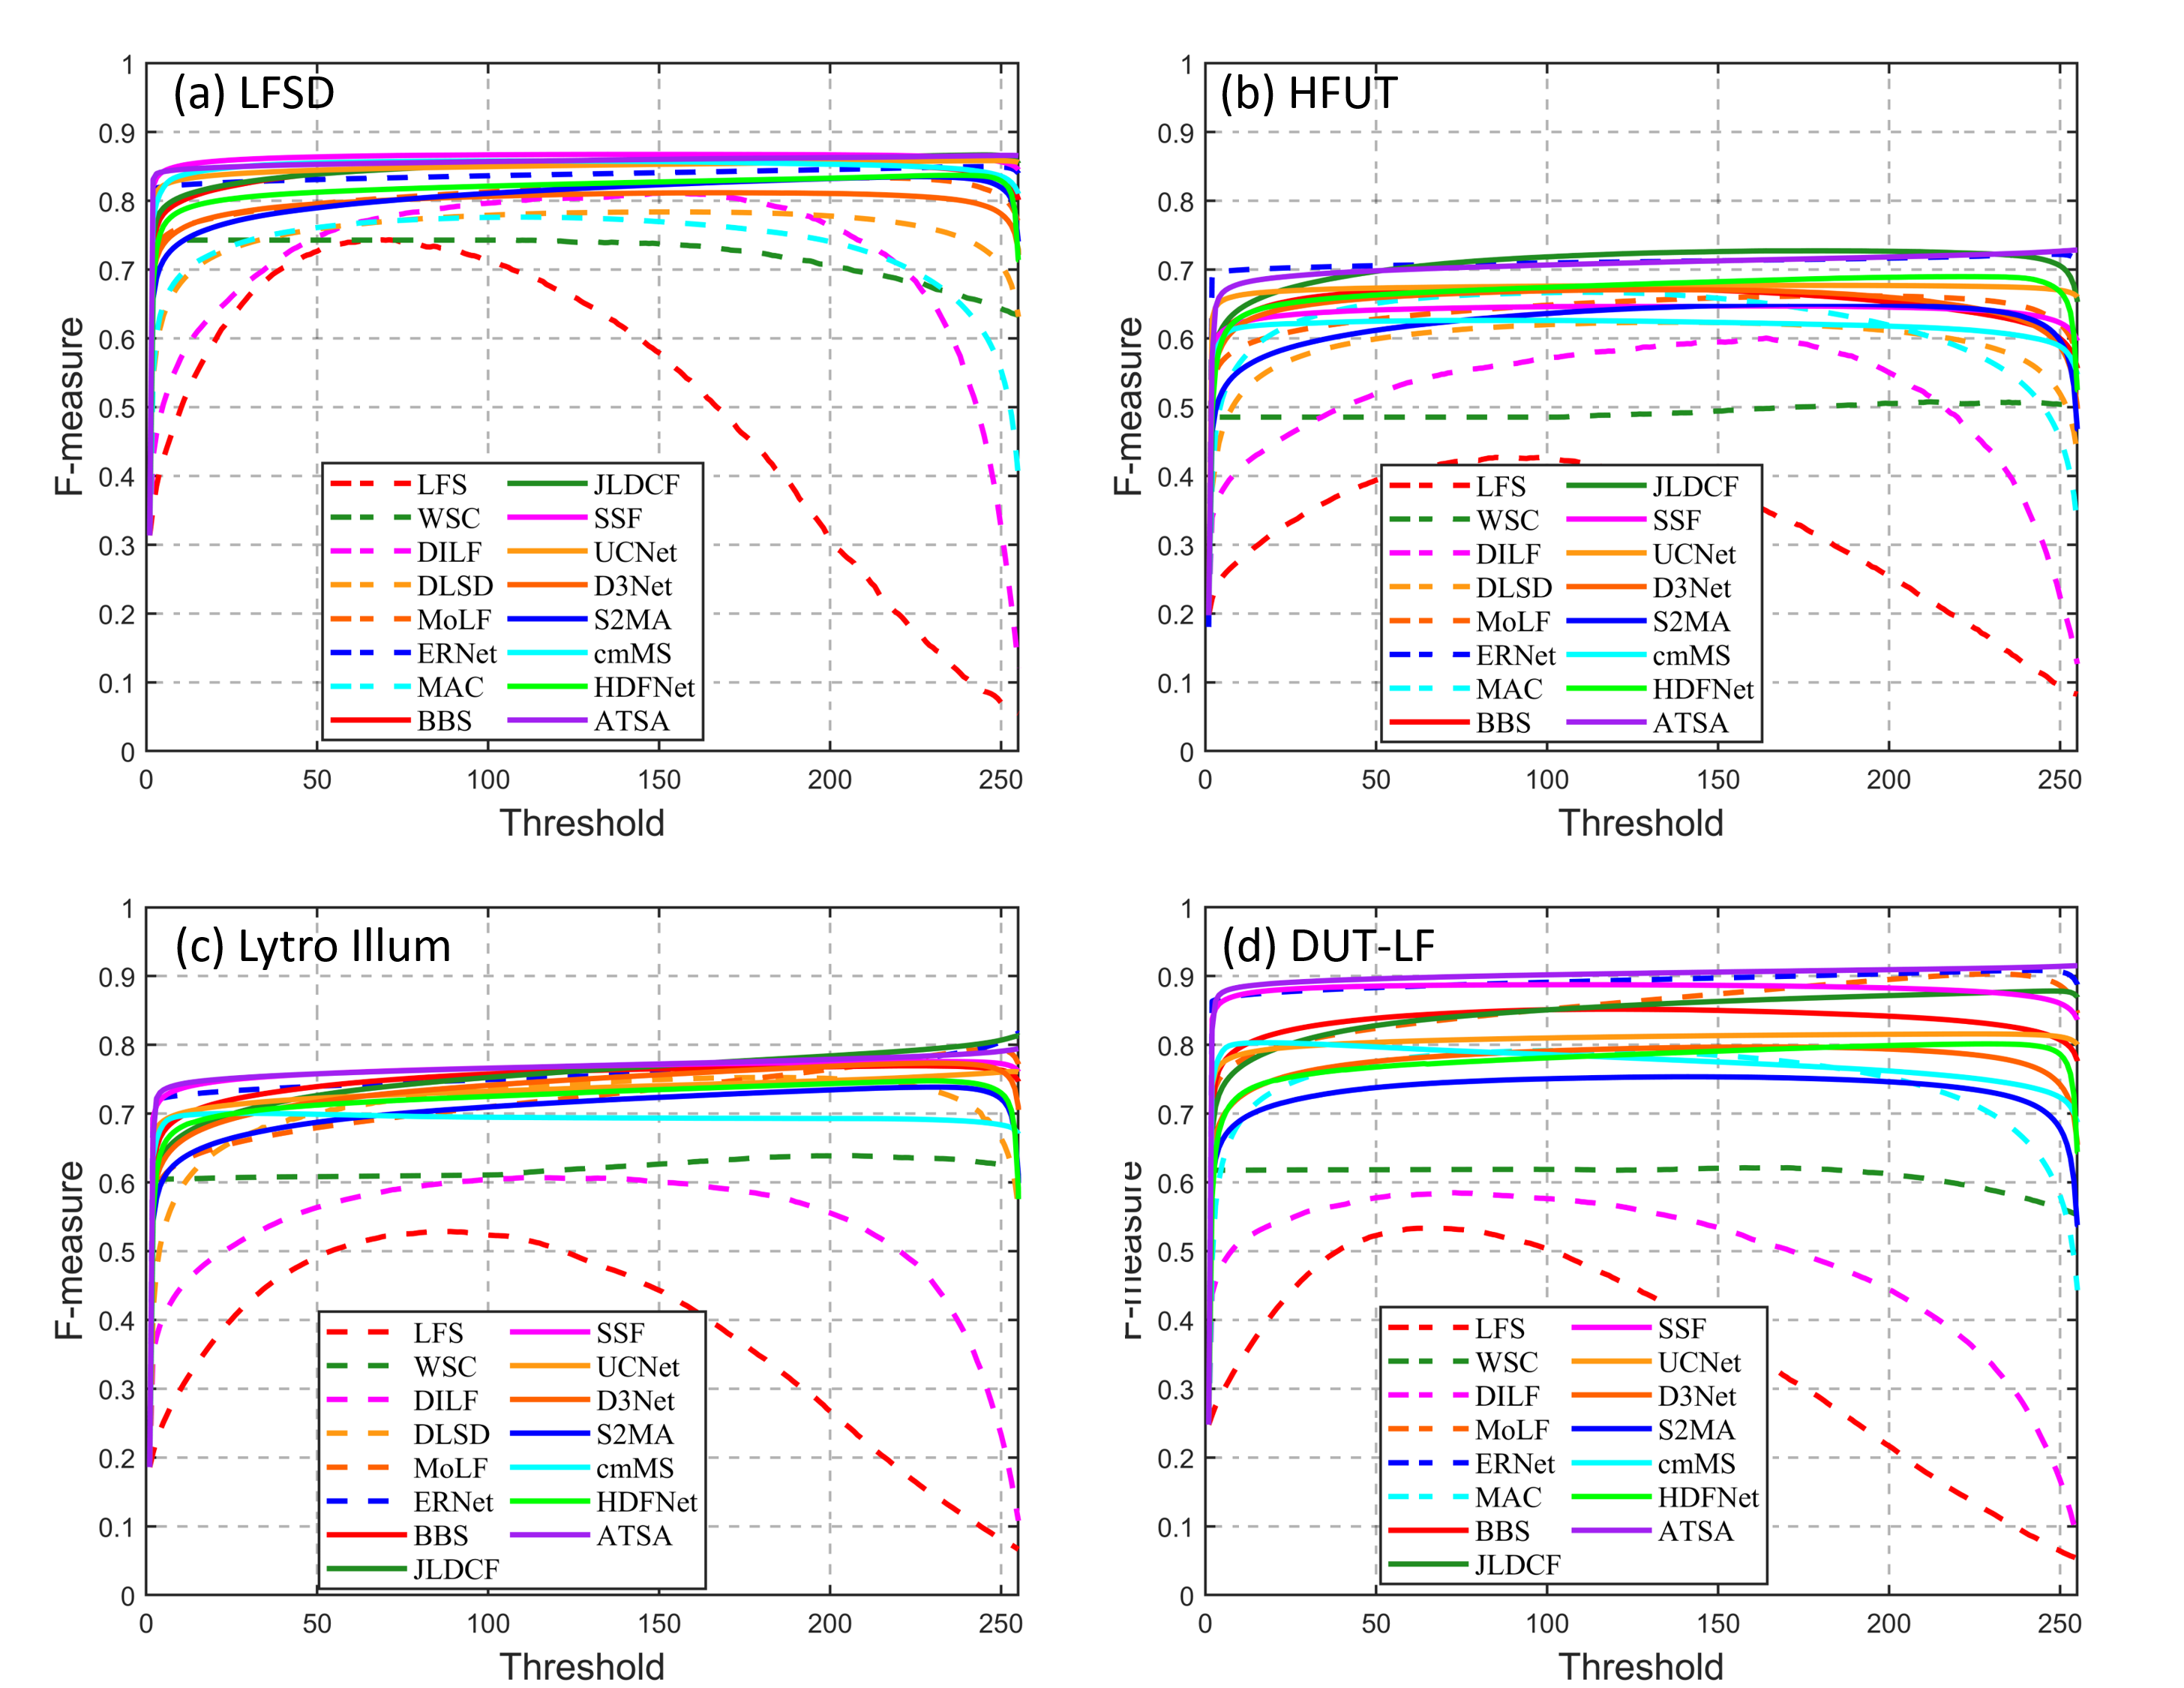 (a) LFSD
1
0.9
0.8
0.7
0.6
0.5
0.4
0.3
0.2
0.1
0
F-measure
LFS JLDCF
WSC SSF
DILF UCNet
DLSD D3Net
MoLF S2MA
ERNet cmMS
MAC HDFNet
BBS ATSA
0 50 100 150 200 250
Threshold
(b) HFUT
1
0.9
0.8
0.7
0.6
0.5
0.4
0.3
0.2
0.1
0
F-measure
LFS JLDCF
WSC SSF
DILF UCNet
DLSD D3Net
MoLF S2MA
ERNet cmMS
MAC HDFNet
BBS ATSA
0 50 100 150 200 250
Threshold
(c) Lytro Illum
1
0.9
0.8
0.7
0.6
0.5
0.4
0.3
0.2
0.1
0
F-measure
LFS SSF
WSC UCNet
DILF D3Net
DLSD S2MA
MoLF cmMS
ERNet HDFNet
BBS ATSA
JLDCF
0 50 100 150 200 250
Threshold
(d) DUT-LF
1
0.9
0.8
0.7
0.6
0.5
0.4
0.3
0.2
0.1
0
F-measure
LFS SSF
WSC UCNet
DILF D3Net
MoLF S2MA
ERNet cmMS
MAC HDFNet
BBS ATSA
JLDCF
0 50 100 150 200 250
Threshold